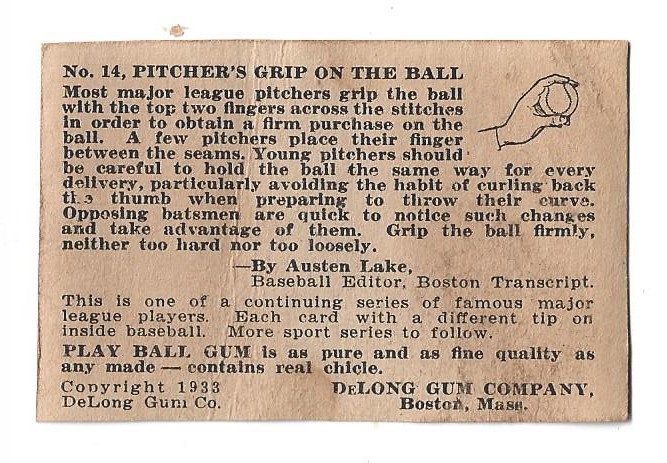 No. 14, PITCHER'S GRIP ON THE BALL
Most major league pitchers grip the ball
with the top two fingers across the stitches
in order to obtain a firm purchase on the
ball. A few pitchers place their finger
between the seams. Young pitchers should
be careful to hold the ball the same way for every
delivery, particularly avoiding the habit of curling back
the thumb when preparing to throw their curve.
Opposing batsmen are quick to notice such changes
and take advantage of them. Grip the ball firmly,
neither too hard nor too loosely.
—By Austen Lake,
Baseball Editor, Boston Transcript.
This is one of a continuing series of famous major
league players. Each card with a different tip on
inside baseball. More sport series to follow.
PLAY BALL GUM is as pure and as fine quality as
any made — contains real chicle.
Copyright 1933 DeLONG GUM COMPANY,
DeLong Gum Co. Boston, Mass.